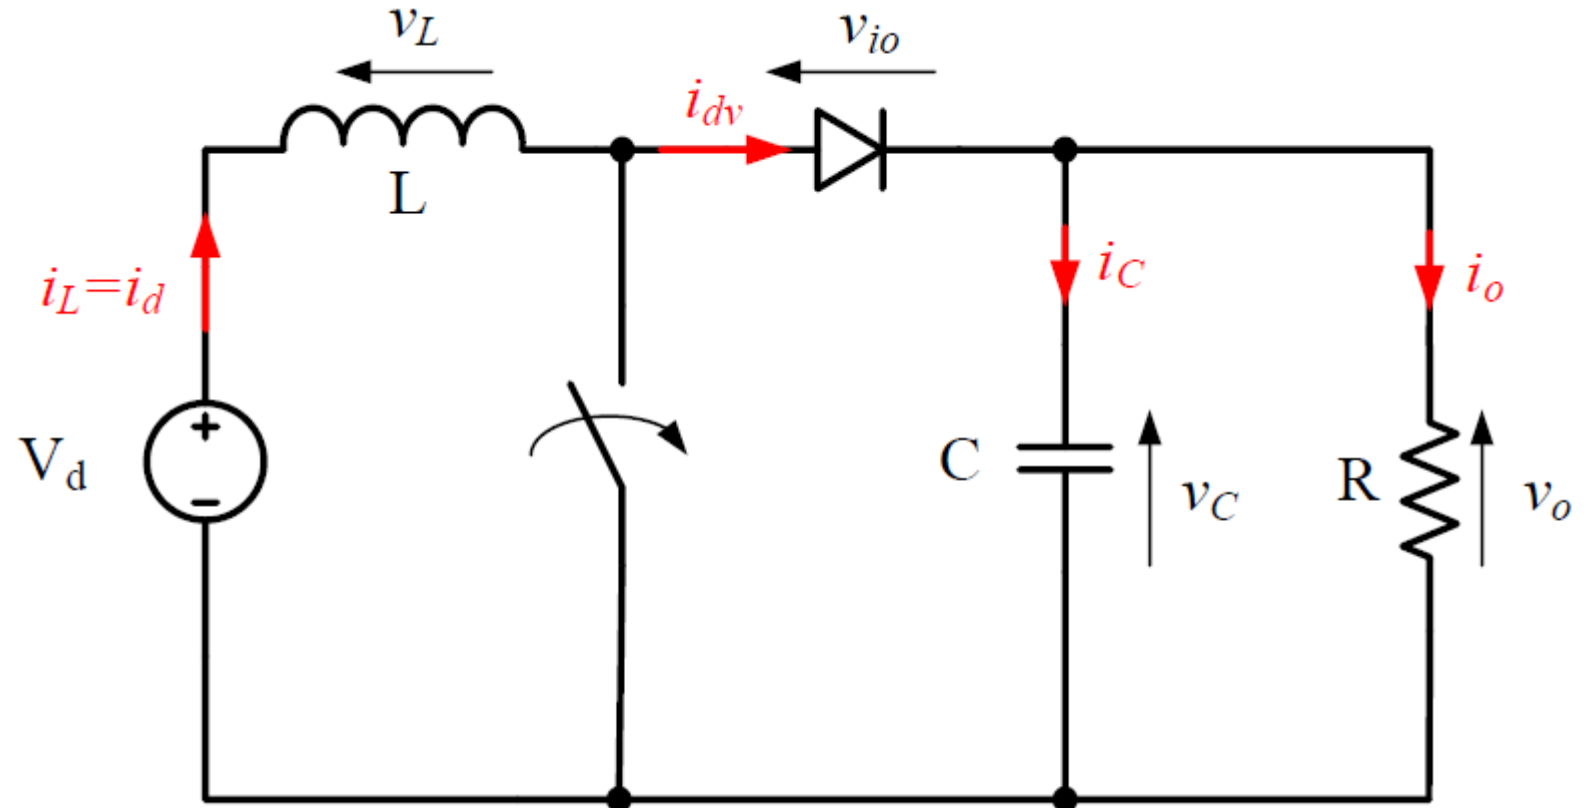 v_L
v_io
i_dv
L
i_L=i_d
i_C
i_o
+
−
V_d
C
v_C
R
v_o